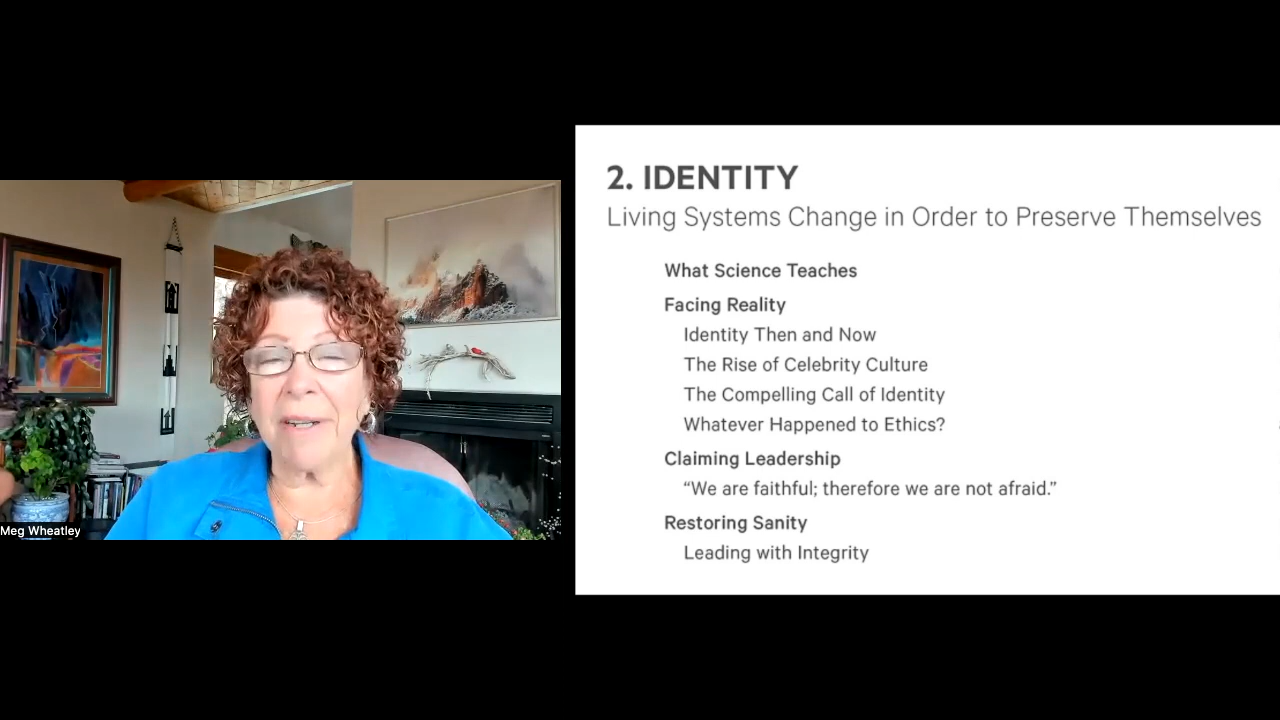 Meg Wheatley
2. IDENTITY
Living Systems Change in Order to Preserve Themselves
What Science Teaches
Facing Reality
Identity Then and Now
The Rise of Celebrity Culture
The Compelling Call of Identity
Whatever Happened to Ethics?
Claiming Leadership
“We are faithful; therefore we are not afraid.”
Restoring Sanity
Leading with Integrity